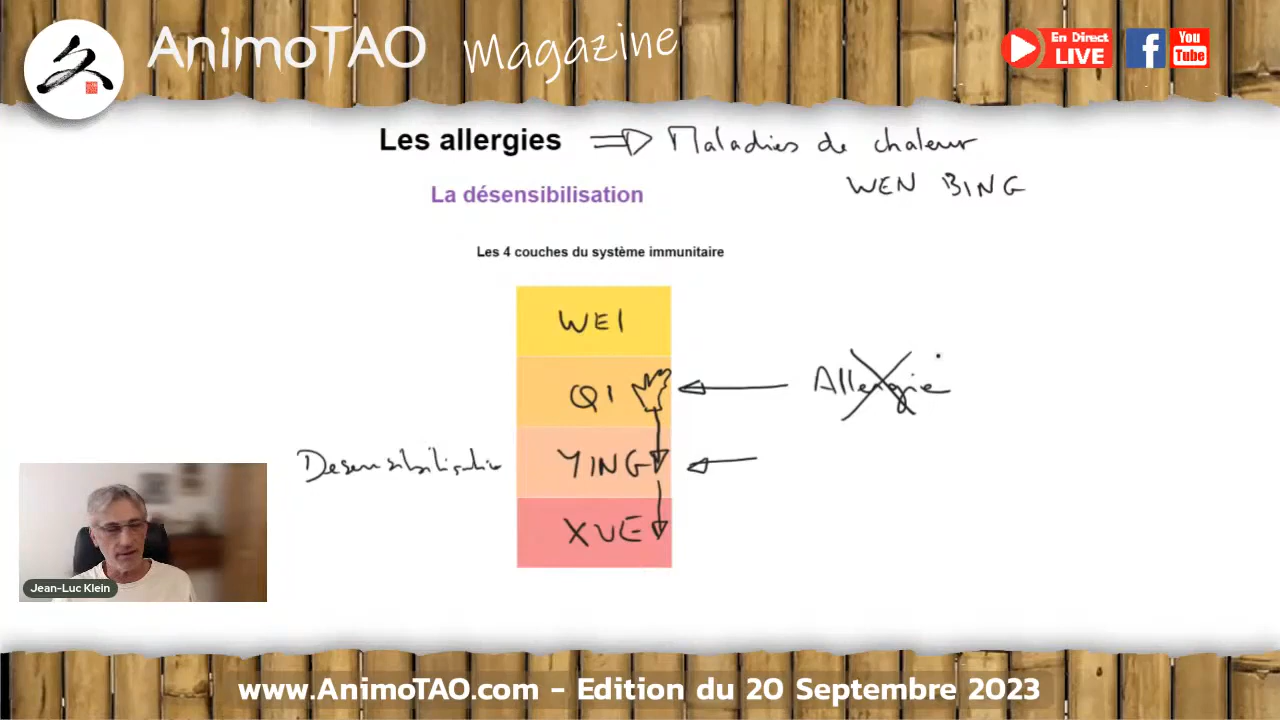 AnimoTAO Magazine
En Direct
LIVE
You
Tube
Les allergies ⇒ Maladies de chaleur
WEN BING
La désensibilisation
Les 4 couches du système immunitaire
WEI
QI
Allergie
Desensibilisation
YING
XUE
Jean-Luc Klein
www.AnimoTAO.com - Edition du 20 Septembre 2023